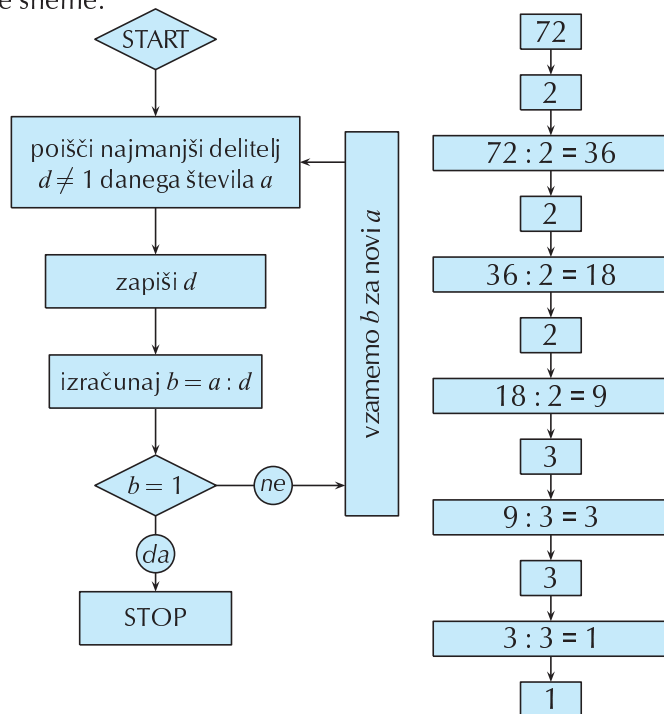 e sheme.
START
poišči najmanjši delitelj
d ≠ 1 danega števila a
zapiši d
izračunaj b = a : d
b = 1
ne
da
STOP
vzamemo b za novi a
72
2
72 : 2 = 36
2
36 : 2 = 18
2
18 : 2 = 9
3
9 : 3 = 3
3
3 : 3 = 1
1